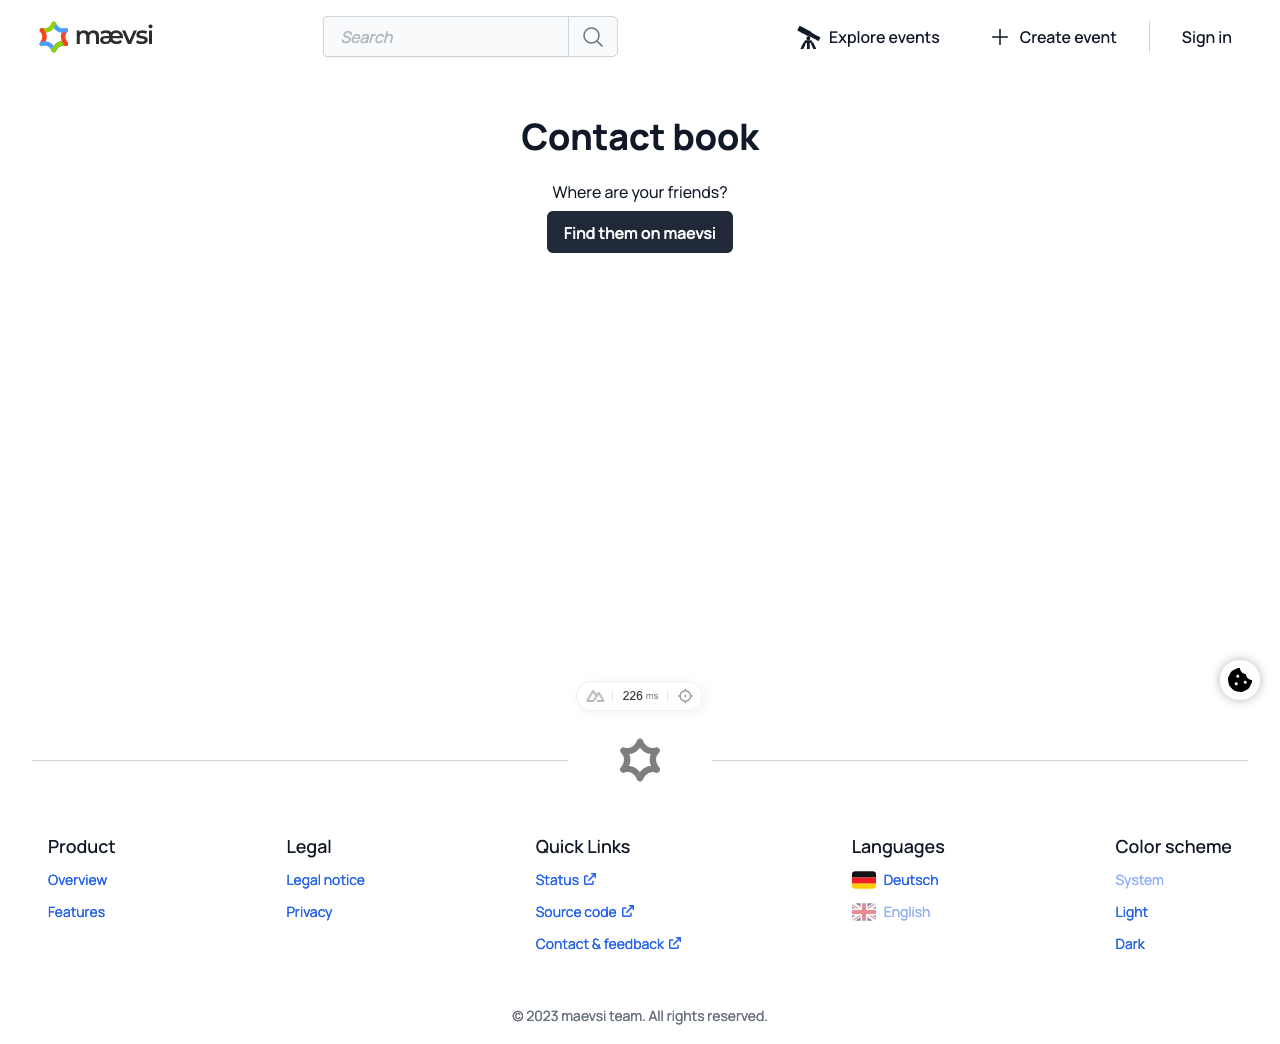 mævsi
Search
Explore events
Create event
Sign in
Contact book
Where are your friends?
Find them on maevsi
226 ms
Product
Overview
Features
Legal
Legal notice
Privacy
Quick Links
Status
Source code
Contact & feedback
Languages
Deutsch
English
Color scheme
System
Light
Dark
© 2023 maevsi team. All rights reserved.